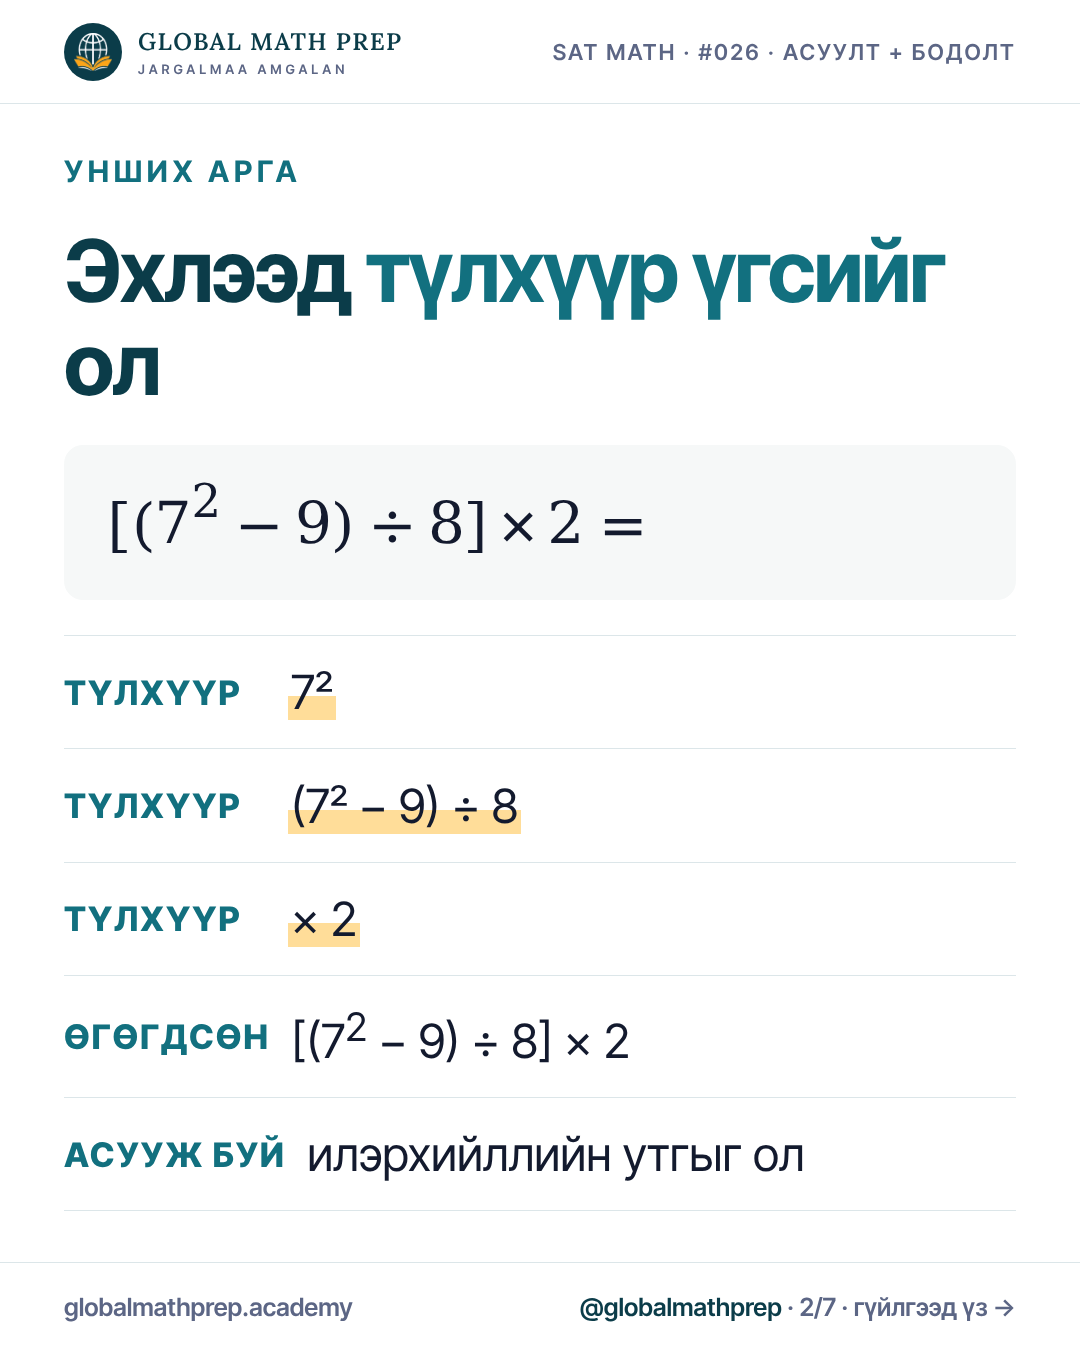 GLOBAL MATH PREP
JARGALMAA AMGALAN
SAT MATH · #026 · АСУУЛТ + БОДОЛТ
УНШИХ АРГА
Эхлээд түлхүүр үгсийг
ол
[(7² − 9) ÷ 8] × 2 =
ТҮЛХҮҮР 7²
ТҮЛХҮҮР (7² − 9) ÷ 8
ТҮЛХҮҮР × 2
ӨГӨГДСӨН [(7² − 9) ÷ 8] × 2
АСУУЖ БУЙ илэрхийллийн утгыг ол
globalmathprep.academy
@globalmathprep · 2/7 · гүйлгээд үз →